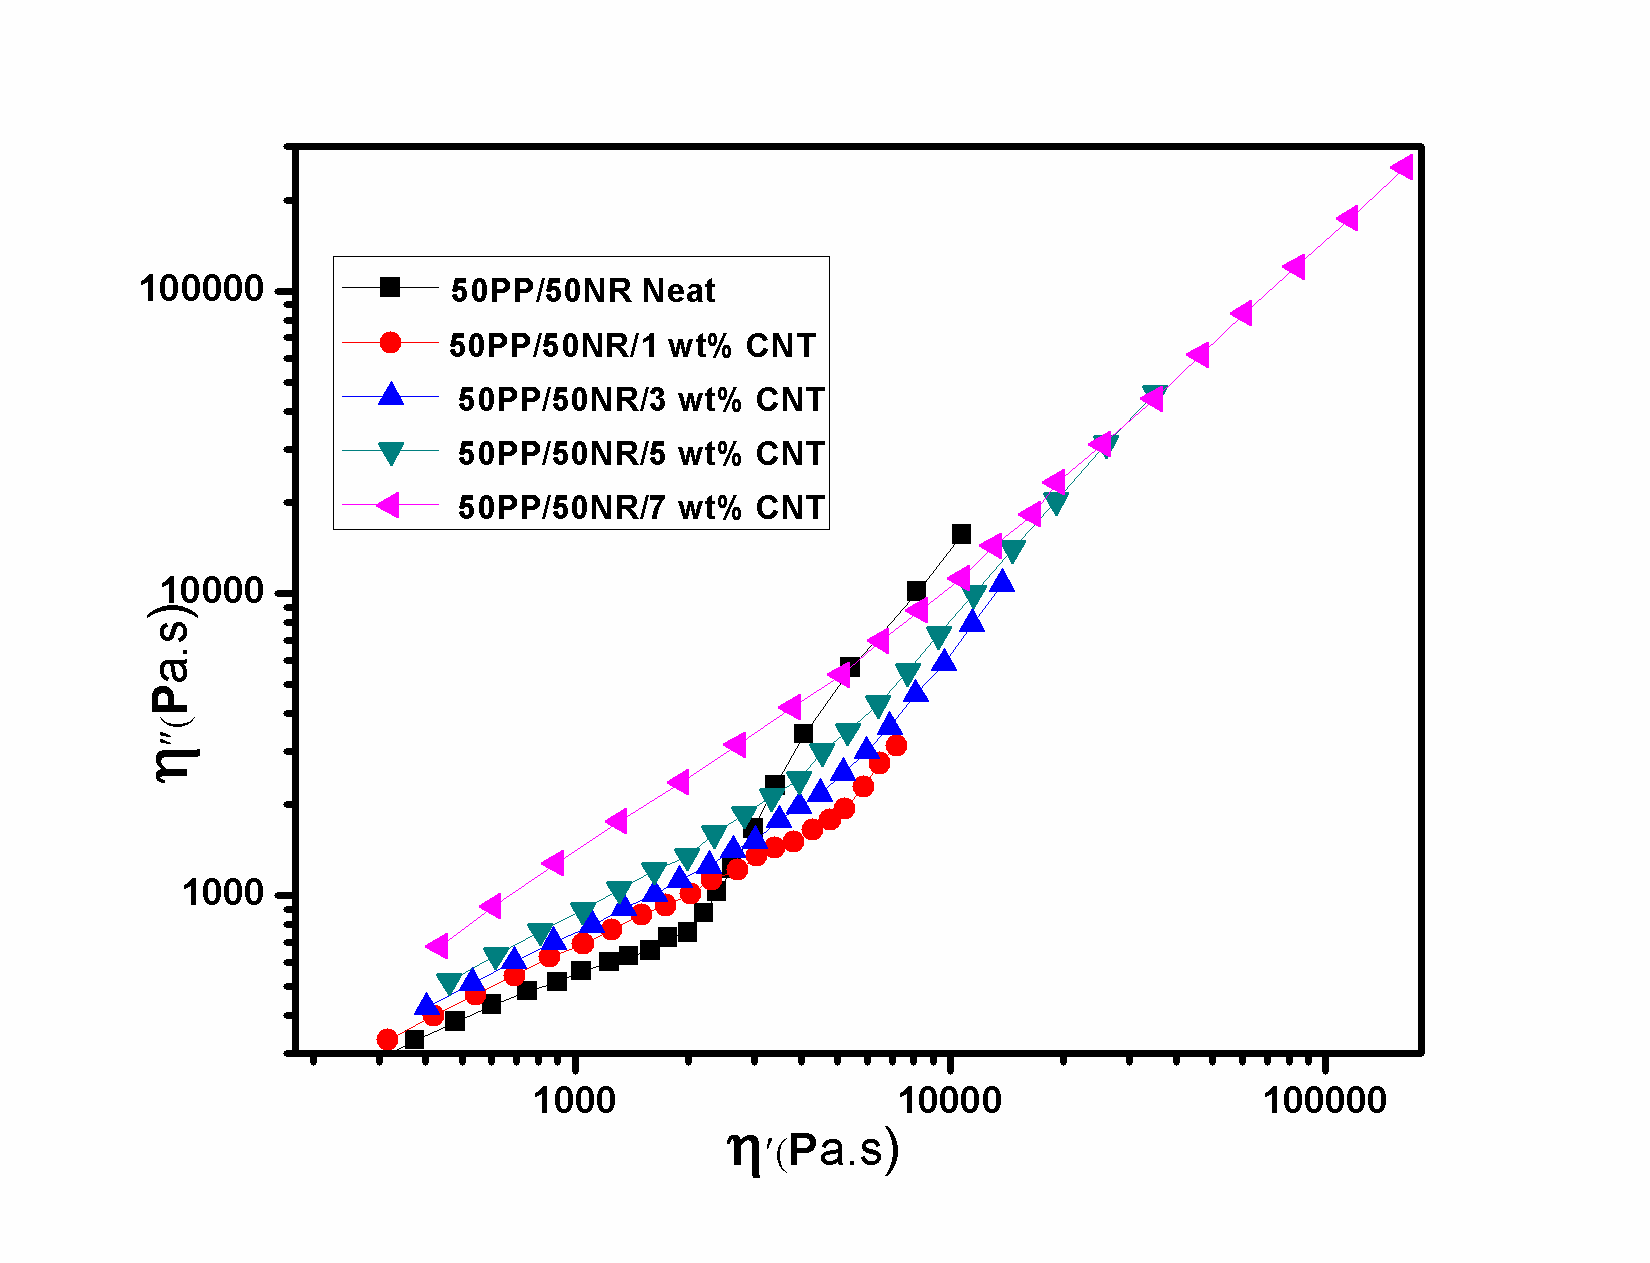 100000
10000
1000
η″(Pa.s)
50PP/50NR Neat
50PP/50NR/1 wt% CNT
50PP/50NR/3 wt% CNT
50PP/50NR/5 wt% CNT
50PP/50NR/7 wt% CNT
1000 10000 100000
η′(Pa.s)